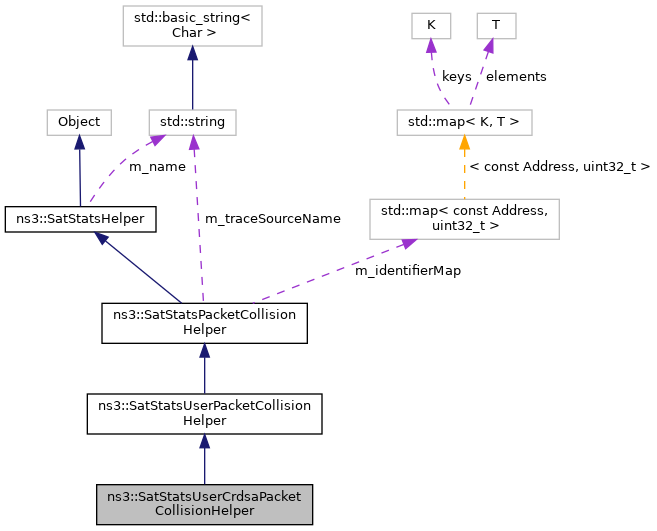 std::basic_string<
Char >
K
T
keys
elements
Object
std::string
std::map< K, T >
m_name
< const Address, uint32_t >
ns3::SatStatsHelper
m_traceSourceName
std::map< const Address,
uint32_t >
m_identifierMap
ns3::SatStatsPacketCollision
Helper
ns3::SatStatsUserPacketCollision
Helper
ns3::SatStatsUserCrdsaPacket
CollisionHelper